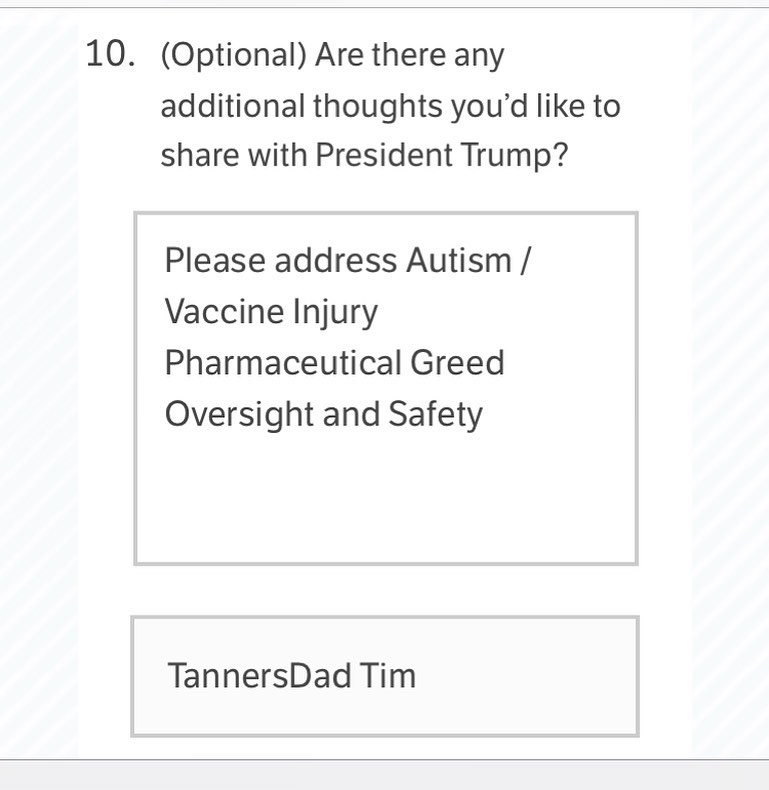 10. (Optional) Are there any
additional thoughts you’d like to
share with President Trump?
Please address Autism /
Vaccine Injury
Pharmaceutical Greed
Oversight and Safety
TannersDad Tim